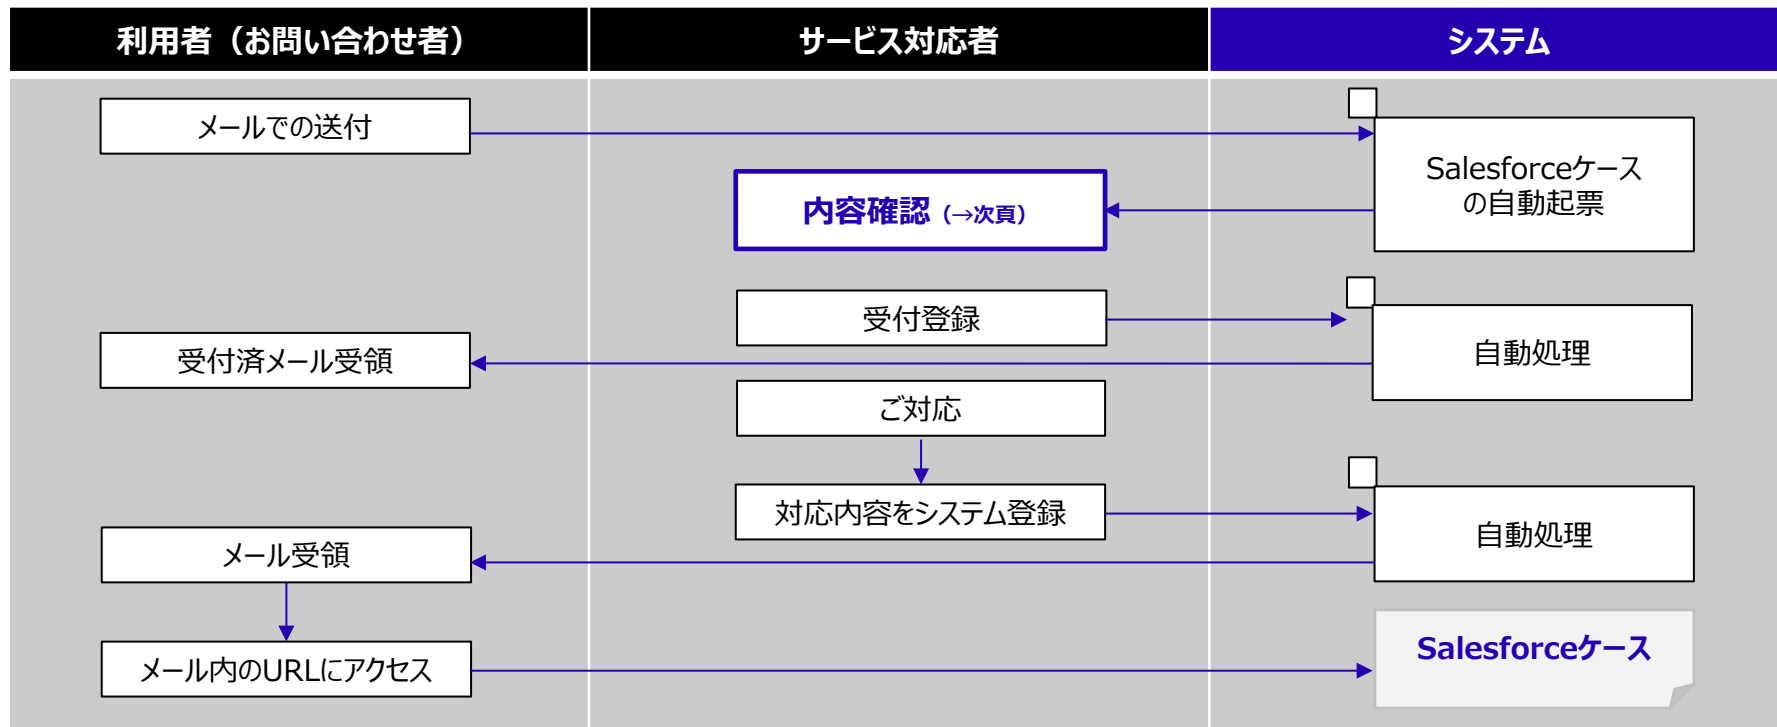 利用者（お問い合わせ者）
サービス対応者
システム
メールでの送付
Salesforceケース
の自動起票
内容確認（→次頁）
受付登録
受付済メール受領
自動処理
ご対応
対応内容をシステム登録
自動処理
メール受領
メール内のURLにアクセス
Salesforceケース